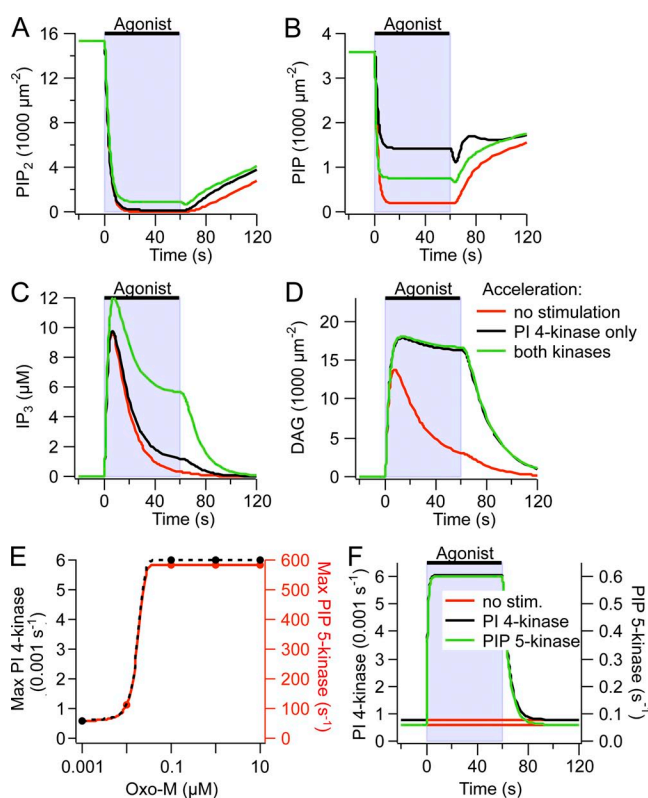 A
Agonist
PIP2 (1000 µm-2)
16
12
8
4
0
0
40
80
120
Time (s)
B
Agonist
PIP (1000 µm-2)
4
3
2
1
0
0
40
80
120
Time (s)
C
Agonist
IP3 (µM)
12
10
8
6
4
2
0
0
40
80
120
Time (s)
D
Agonist
DAG (1000 µm-2)
20
15
10
5
0
0
40
80
120
Time (s)
Acceleration:
no stimulation
PI 4-kinase only
both kinases
E
Max PI 4-kinase
(0.001 s-1)
6
5
4
3
2
1
0
Max PIP 5-kinase (s-1)
600
500
400
300
200
100
0
0.001
0.01
0.1
1
10
Oxo-M (µM)
F
Agonist
PI 4-kinase (0.001 s-1)
6
5
4
3
2
1
0
no stim.
PI 4-kinase
PIP 5-kinase
PIP 5-kinase (s-1)
0.6
0.5
0.4
0.3
0.2
0.1
0.0
0
40
80
120
Time (s)